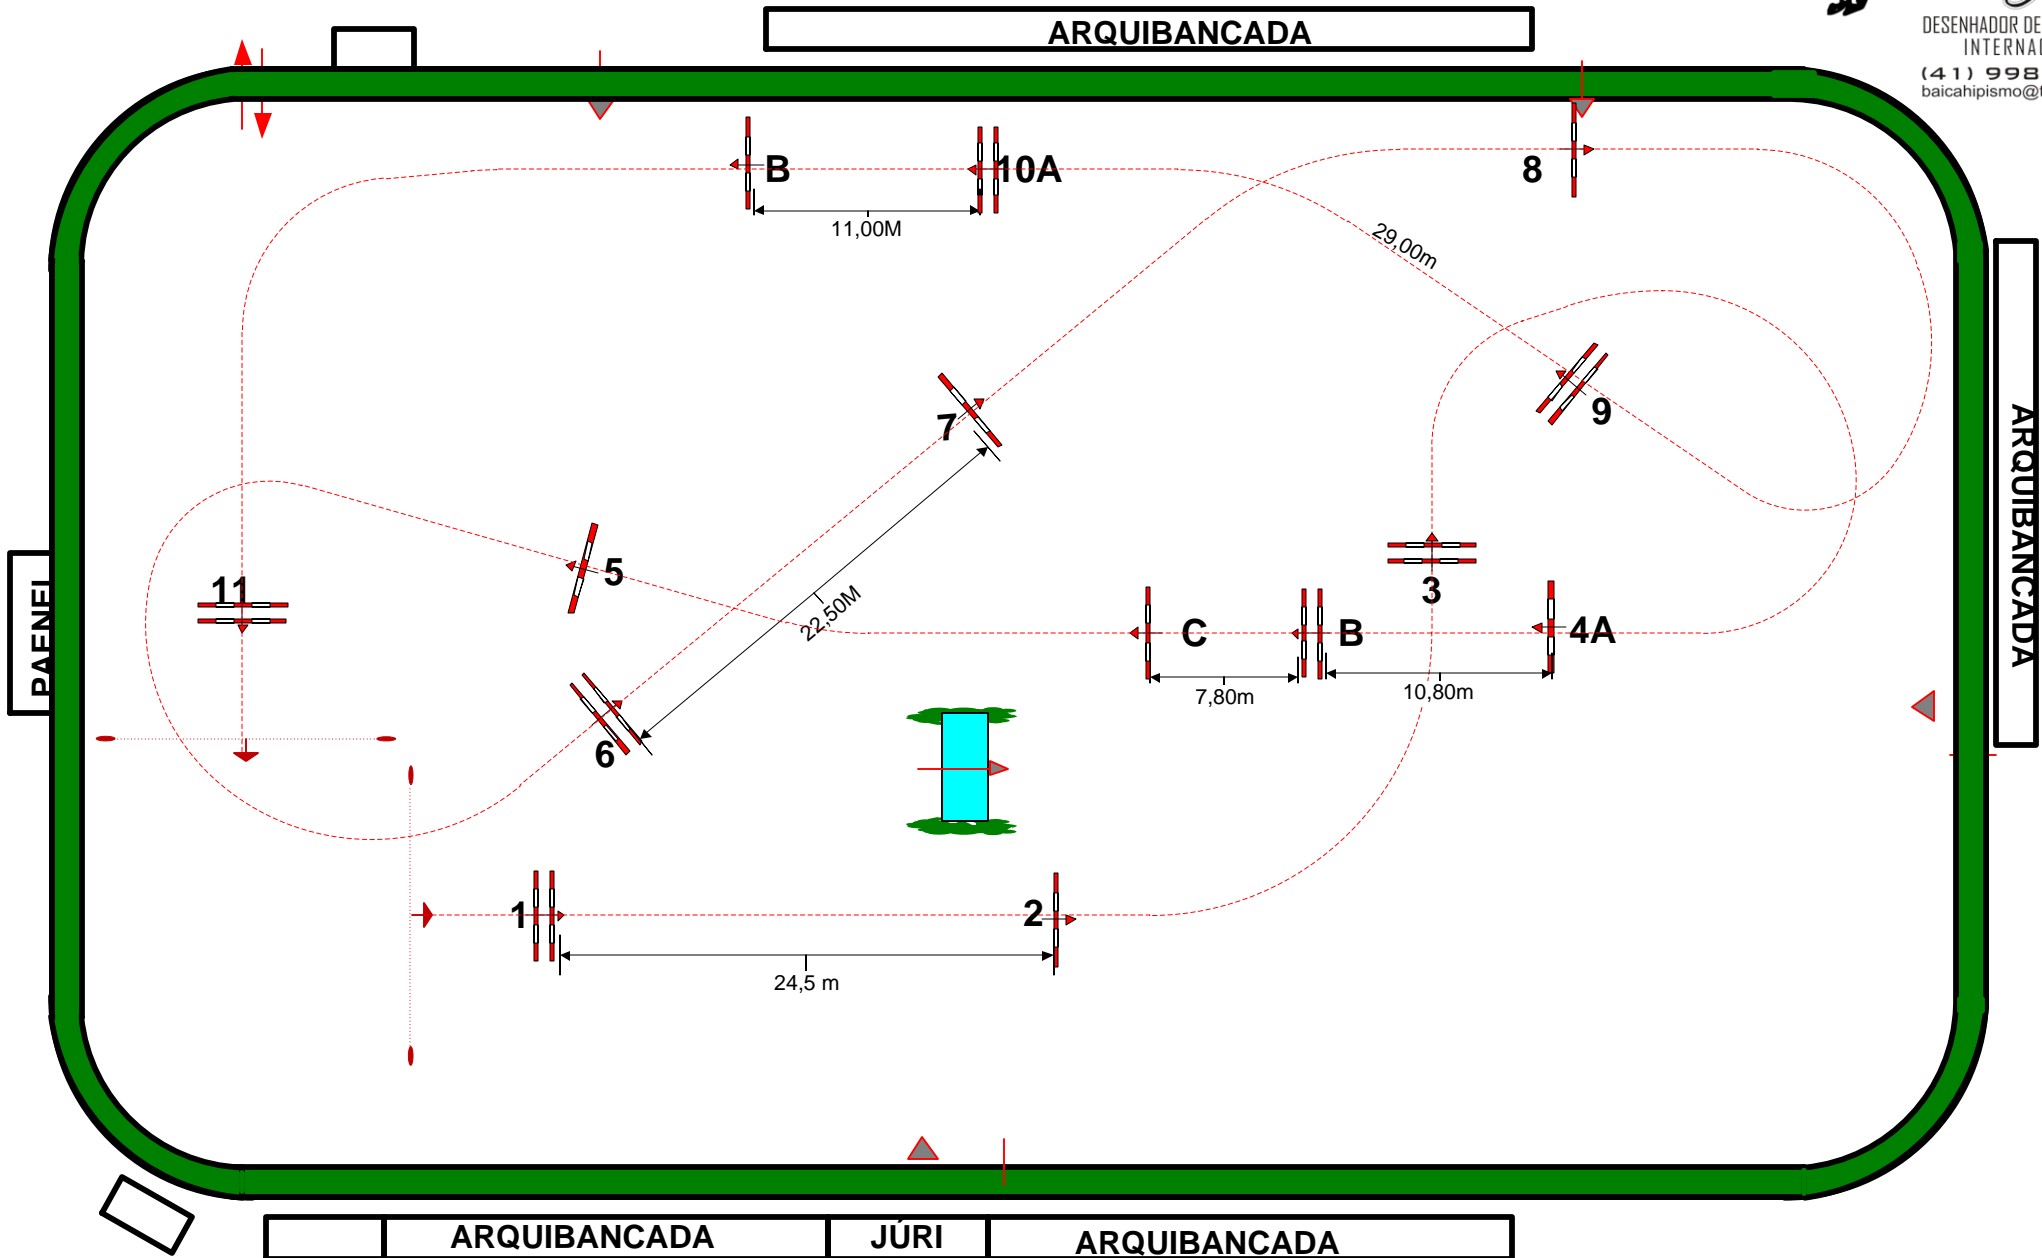 ARQUIBANCADA
DESENHADOR DE
INTERNA
(41) 998
baicahipismo@
B
10A
8
11,00M
29,00m
7
9
5
11
22,50M
3
C
B
4A
7,80m
10,80m
PAENEL
6
ARQUIBANCADA
1
2
24,5 m
ARQUIBANCADA
JÚRI
ARQUIBANCADA